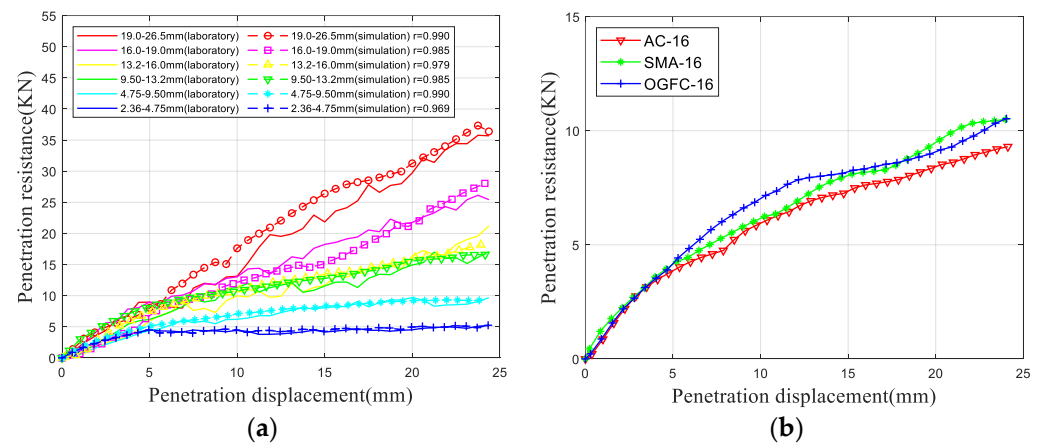 55
50
45
40
35
30
25
20
15
10
5
0
Penetration resistance(KN)
19.0-26.5mm(laboratory) 19.0-26.5mm(simulation) r=0.990
16.0-19.0mm(laboratory) 16.0-19.0mm(simulation) r=0.985
13.2-16.0mm(laboratory) 13.2-16.0mm(simulation) r=0.979
9.50-13.2mm(laboratory) 9.50-13.2mm(simulation) r=0.985
4.75-9.50mm(laboratory) 4.75-9.50mm(simulation) r=0.990
2.36-4.75mm(laboratory) 2.36-4.75mm(simulation) r=0.969
0 5 10 15 20 25
Penetration displacement(mm)
(a)
15
10
5
0
Penetration resistance(KN)
AC-16
SMA-16
OGFC-16
0 5 10 15 20 25
Penetration displacement(mm)
(b)